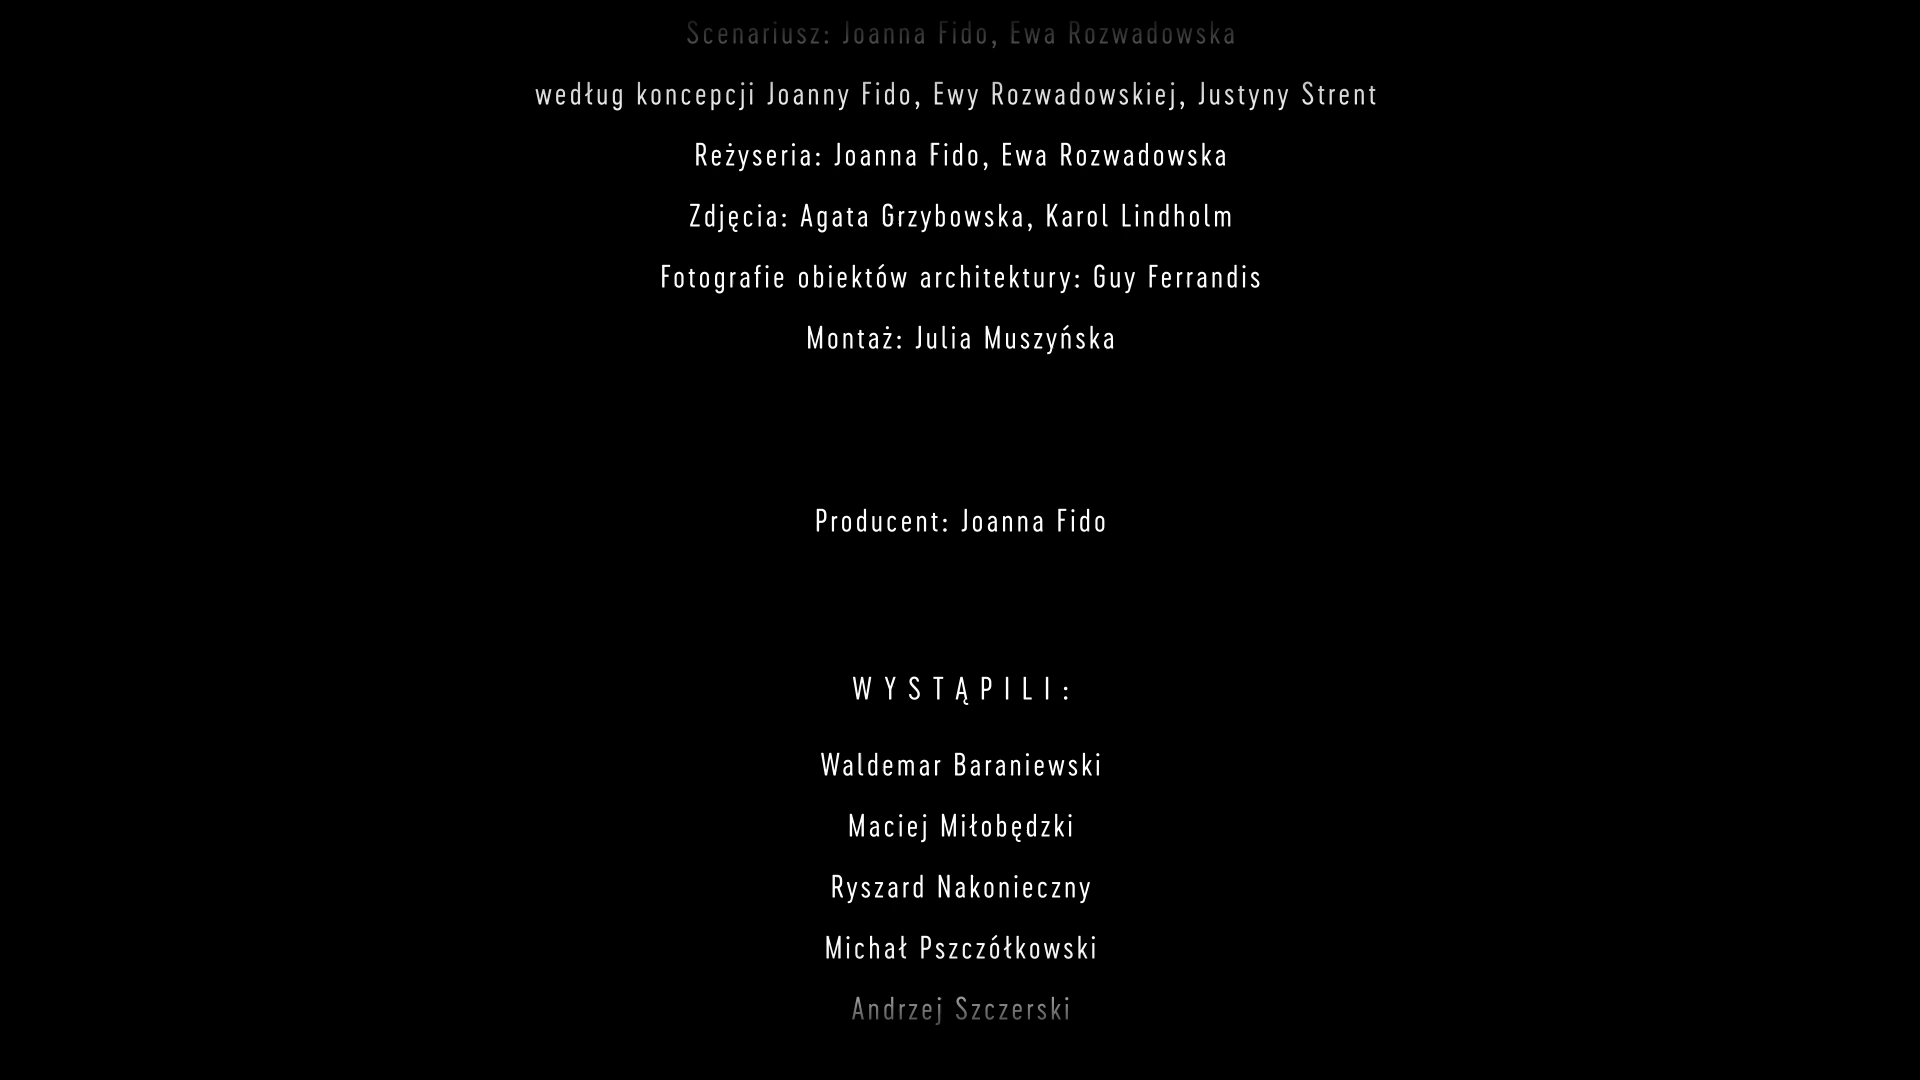 Scenariusz: Joanna Fido, Ewa Rozwadowska
według koncepcji Joanny Fido, Ewy Rozwadowskiej, Justyny Strent
Reżyseria: Joanna Fido, Ewa Rozwadowska
Zdjęcia: Agata Grzybowska, Karol Lindholm
Fotografie obiektów architektury: Guy Ferrandis
Montaż: Julia Muszyńska
Producent: Joanna Fido
WYSTĄPILI:
Waldemar Baraniewski
Maciej Miłobędzki
Ryszard Nakonieczny
Michał Pszczółkowski
Andrzej Szczerski